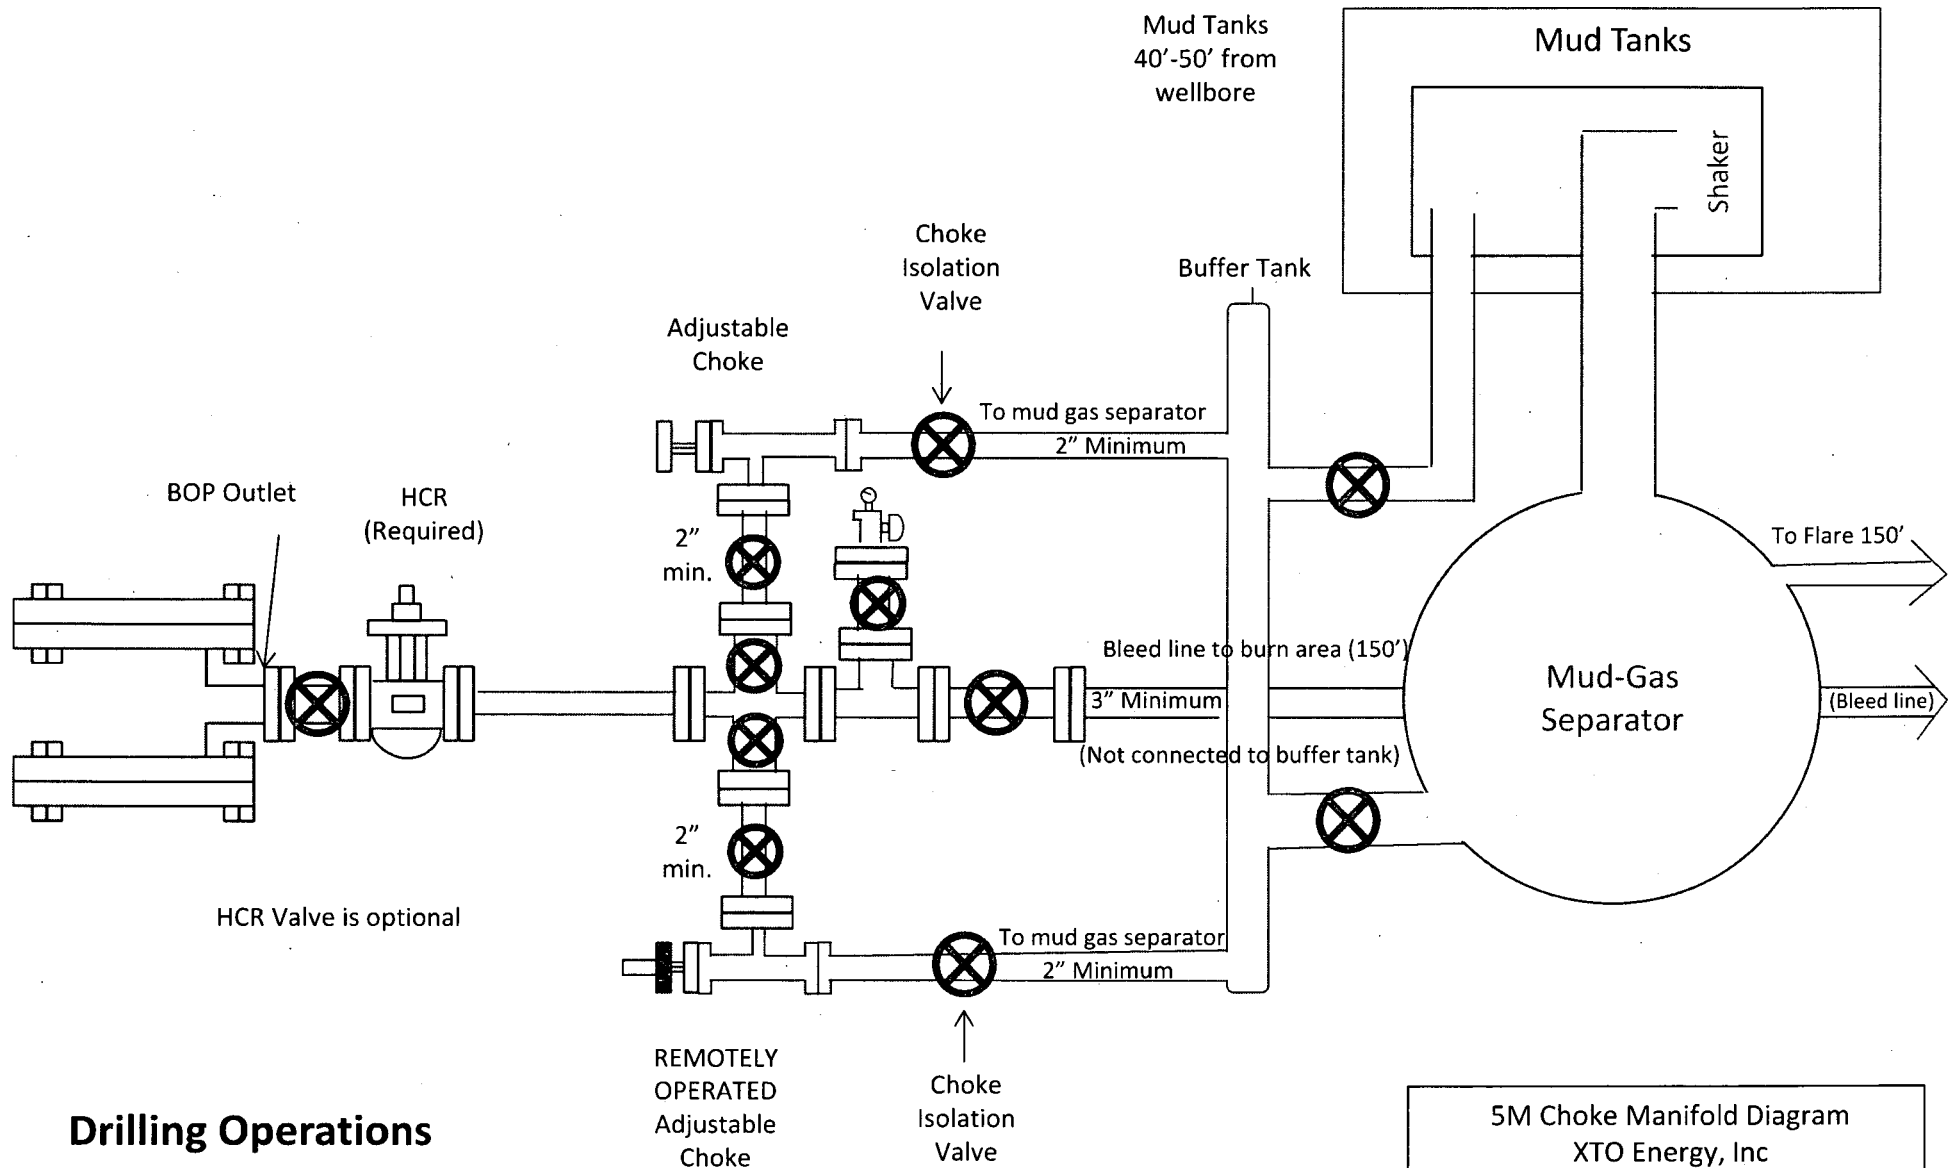 Mud Tanks
40’-50’ from
wellbore
Mud Tanks
Shaker
Choke
Isolation
Valve
Buffer Tank
Adjustable
Choke
To mud gas separator
2” Minimum
BOP Outlet
HCR
(Required)
2”
min.
To Flare 150’
Bleed line to burn area (150’)
3” Minimum
(Not connected to buffer tank)
Mud-Gas
Separator
(Bleed line)
2”
min.
HCR Valve is optional
To mud gas separator
2” Minimum
REMOTELY
OPERATED
Adjustable
Choke
Choke
Isolation
Valve
Drilling Operations
5M Choke Manifold Diagram
XTO Energy, Inc